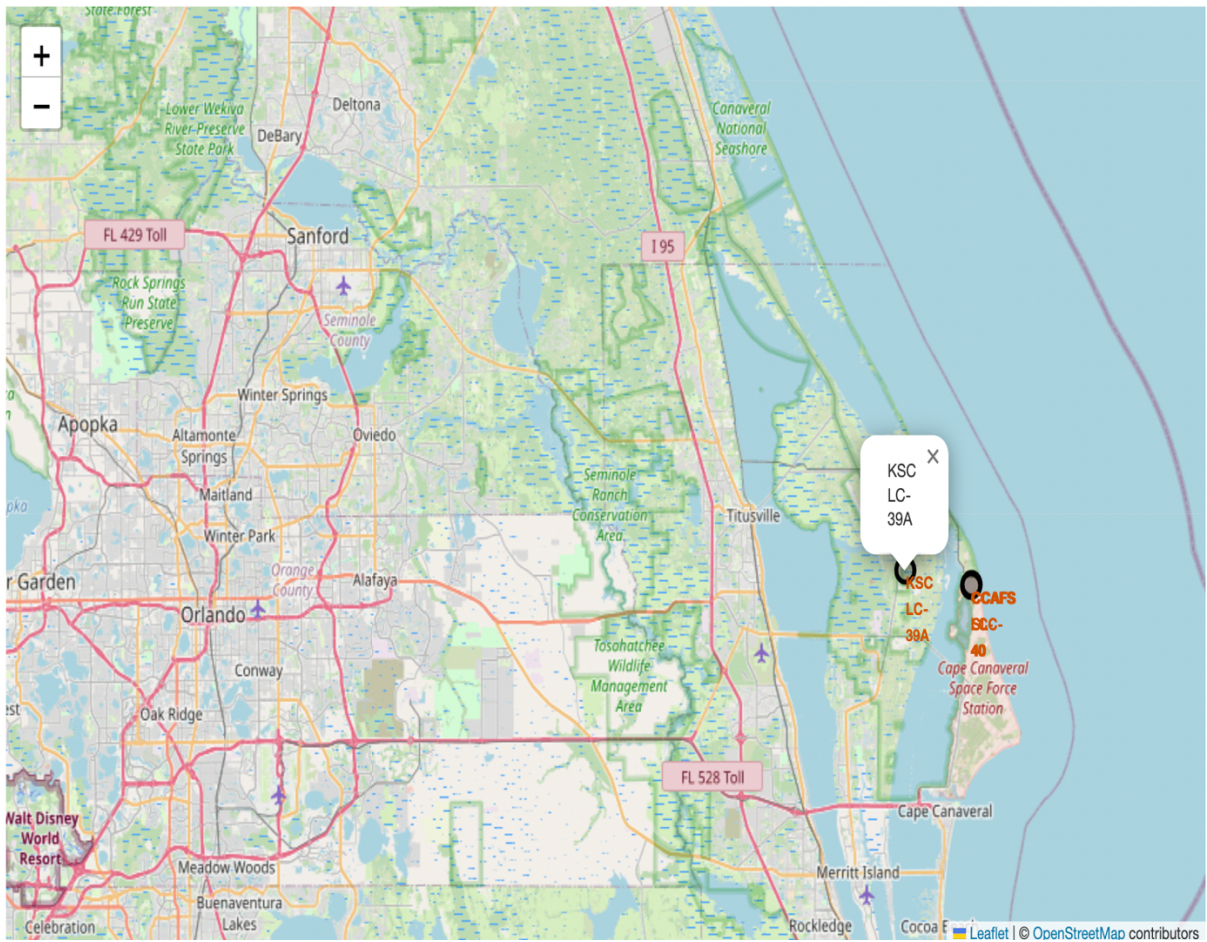 State Forest
+
−
Lower Wekiva
River Preserve
State Park
Deltona
DeBary
Canaveral
National
Seashore
FL 429 Toll
Sanford
I 95
Rock Springs
Run State
Preserve
Seminole
County
Winter Springs
Apopka
Altamonte
Springs
Oviedo
Maitland
Winter Park
Seminole
Ranch
Conservation
Area
Titusville
×
KSC
LC-
39A
r Garden
Orange
County
Alafaya
Orlando
KSC
LC-
39A
CCAFS
SLC-
40
Conway
Tosohatchee
Wildlife
Management
Area
Cape Canaveral
Space Force
Station
Oak Ridge
FL 528 Toll
Cape Canaveral
Walt Disney
World
Resort
Meadow Woods
Merritt Island
Buenaventura
Lakes
Celebration
Rockledge
Cocoa
Leaflet | © OpenStreetMap contributors